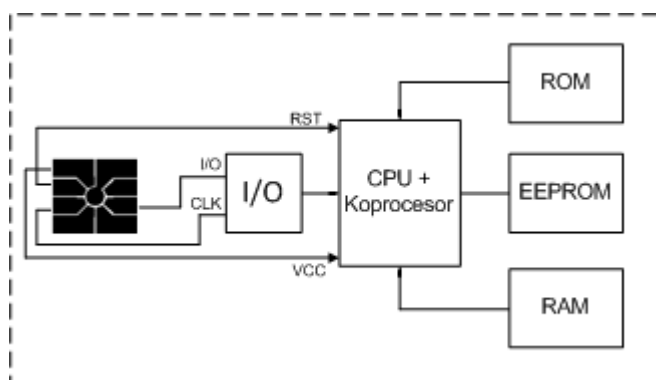 ROM
RST
I/O
I/O
CPU +
Koprocesor
EEPROM
CLK
VCC
RAM